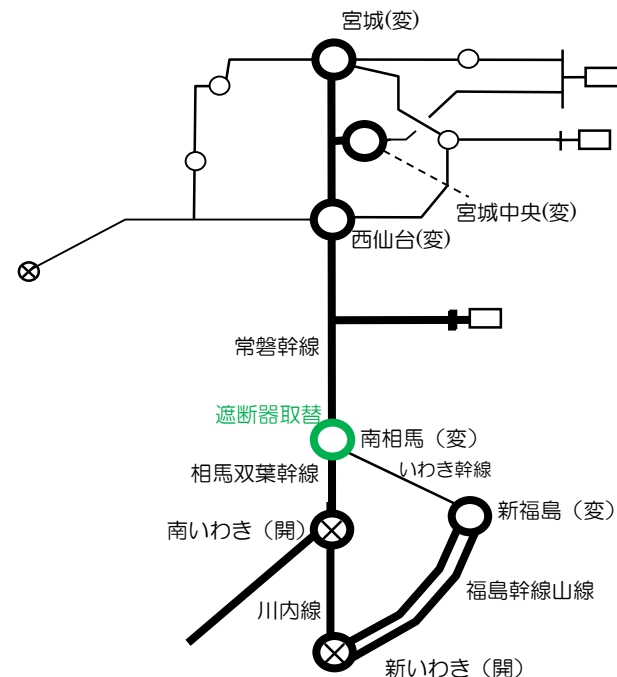 宮城(変)
宮城中央(変)
西仙台(変)
常磐幹線
遮断器取替
南相馬（変）
いわき幹線
相馬双葉幹線
新福島（変）
南いわき（開）
福島幹線山線
川内線
新いわき（開）